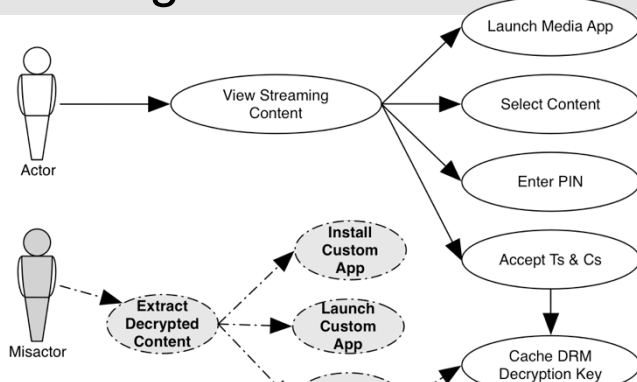 Launch Media App
View Streaming
Content
Select Content
Enter PIN
Actor
Accept Ts & Cs
Install
Custom
App
Extract
Decrypted
Content
Launch
Custom
App
Misactor
Cache DRM
Decryption Key